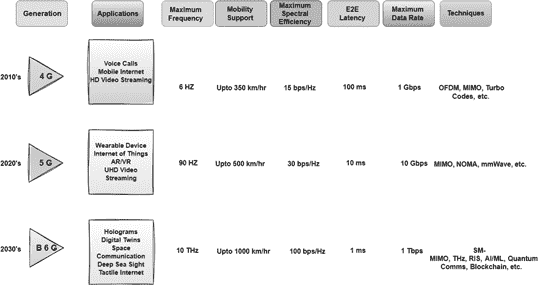 Generation
Applications
Maximum
Frequency
Mobility
Support
Maximum
Spectral
Efficiency
E2E
Latency
Maximum
Data Rate
Techniques
2010's
4 G
Voice Calls
Mobile Internet
HD Video Streaming
6 HZ
Upto 350 km/hr
15 bps/Hz
100 ms
1 Gbps
OFDM, MIMO, Turbo
Codes, etc.
2020's
5 G
Wearable Device
Internet of Things
AR/VR
UHD Video
Streaming
90 HZ
Upto 500 km/hr
30 bps/Hz
10 ms
10 Gbps
MIMO, NOMA, mmWave, etc.
2030's
B 6 G
Holograms
Digital Twins
Space
Communication
Deep Sea Sight
Tactile Internet
10 THz
Upto 1000 km/hr
100 bps/Hz
1 ms
1 Tbps
SM-
MIMO, THz, RIS, AI/ML, Quantum
Comms, Blockchain, etc.